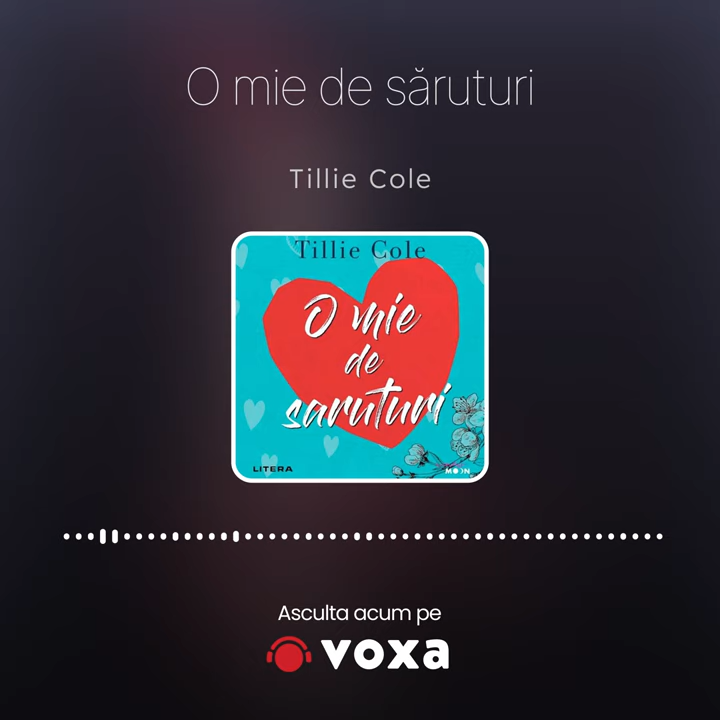 O mie de săruturi
Tillie Cole
Tillie Cole
O mie
de
saruturi
LITERA
MOON
Asculta acum pe
voxa